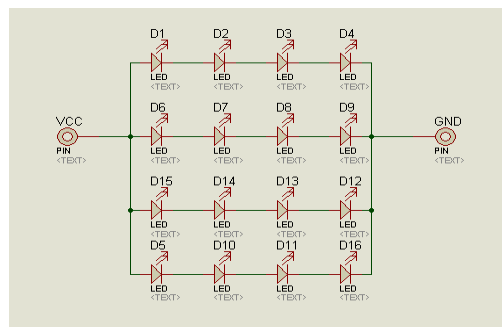 D1 D2 D3 D4
LED LED LED LED
<TEXT> <TEXT> <TEXT> <TEXT>
VCC D6 D7 D8 D9 GND
PIN LED LED LED LED PIN
<TEXT> <TEXT> <TEXT> <TEXT> <TEXT> <TEXT>
D15 D14 D13 D12
LED LED LED LED
<TEXT> <TEXT> <TEXT> <TEXT>
D5 D10 D11 D16
LED LED LED LED
<TEXT> <TEXT> <TEXT> <TEXT>